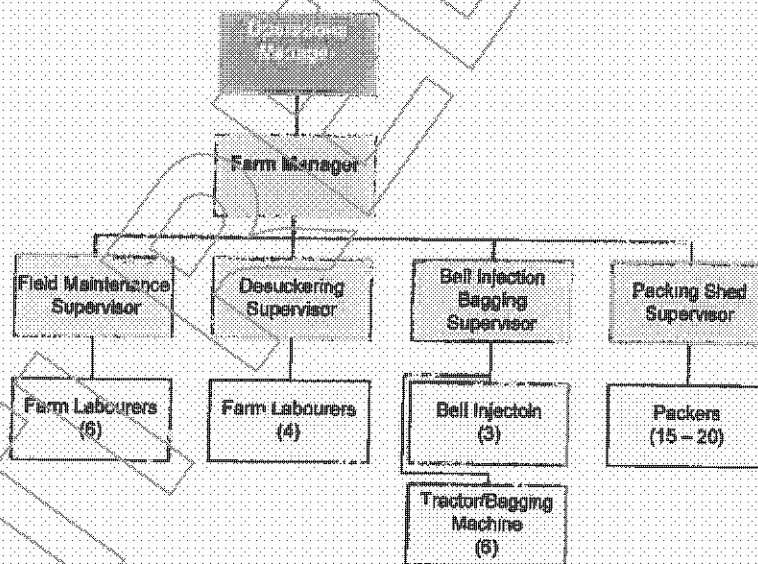 Manager
Farm Manager
Field Maintenance
Supervisor
Desuckering
Supervisor
Bell Injection
Bagging
Supervisor
Packing Shed
Supervisor
Farm Labourers
(6)
Farm Labourers
(4)
Bell Injectoin
(3)
Packers
(15 – 20)
Tractor/Bagging
Machine
(6)